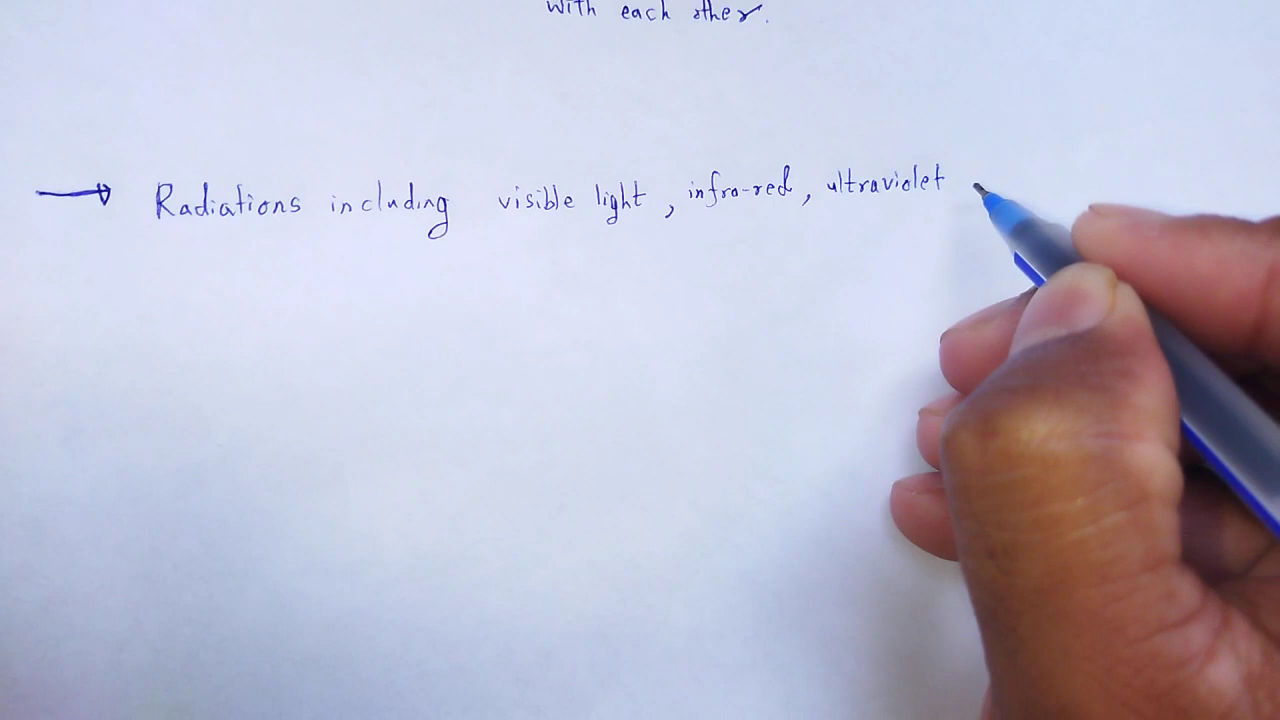 with each other.
→ Radiations including visible light, infra-red, ultraviolet